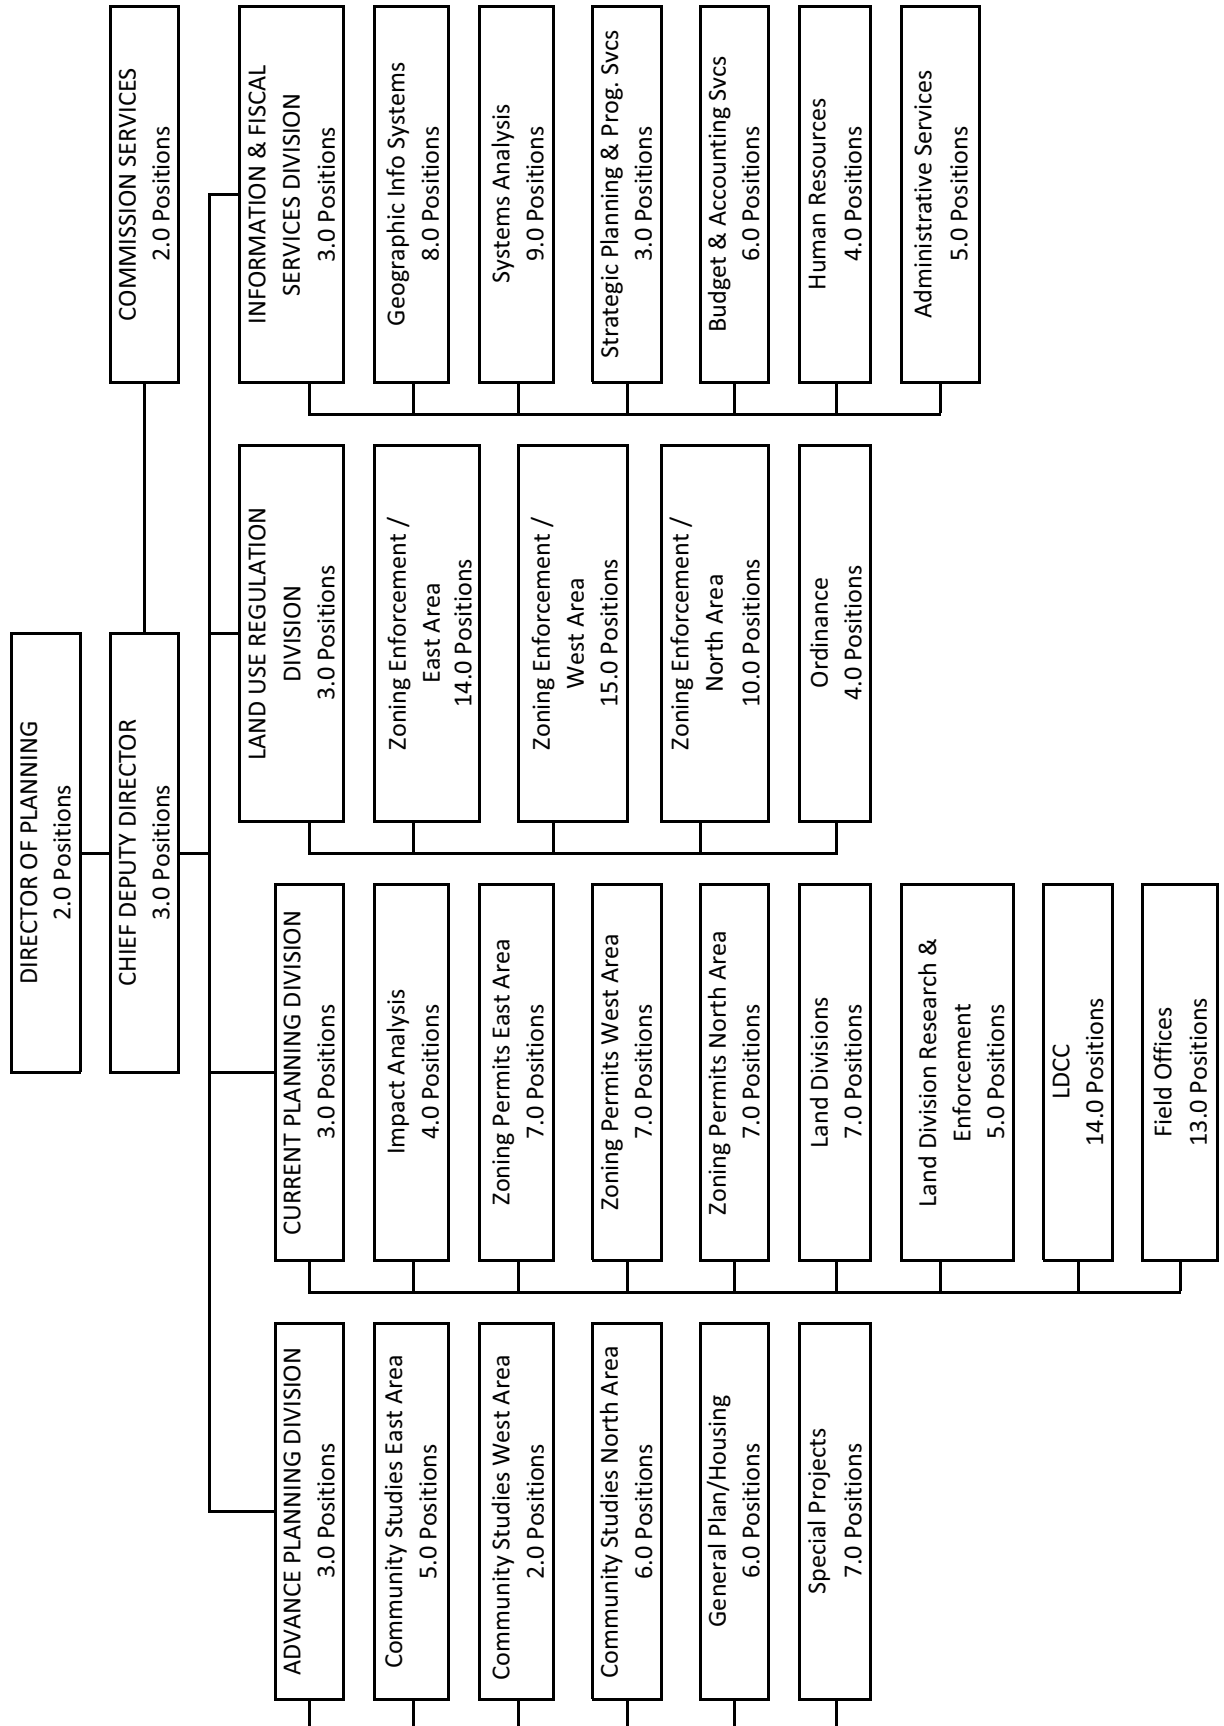 DIRECTOR OF PLANNING
2.0 Positions
CHIEF DEPUTY DIRECTOR
3.0 Positions
COMMISSION SERVICES
2.0 Positions
ADVANCE PLANNING DIVISION
3.0 Positions
Community Studies East Area
5.0 Positions
Community Studies West Area
2.0 Positions
Community Studies North Area
6.0 Positions
General Plan/Housing
6.0 Positions
Special Projects
7.0 Positions
CURRENT PLANNING DIVISION
3.0 Positions
Impact Analysis
4.0 Positions
Zoning Permits East Area
7.0 Positions
Zoning Permits West Area
7.0 Positions
Zoning Permits North Area
7.0 Positions
Land Divisions
7.0 Positions
Land Division Research &
Enforcement
5.0 Positions
LDCC
14.0 Positions
Field Offices
13.0 Positions
LAND USE REGULATION
DIVISION
3.0 Positions
Zoning Enforcement /
East Area
14.0 Positions
Zoning Enforcement /
West Area
15.0 Positions
Zoning Enforcement /
North Area
10.0 Positions
Ordinance
4.0 Positions
INFORMATION & FISCAL
SERVICES DIVISION
3.0 Positions
Geographic Info Systems
8.0 Positions
Systems Analysis
9.0 Positions
Strategic Planning & Prog. Svcs
3.0 Positions
Budget & Accounting Svcs
6.0 Positions
Human Resources
4.0 Positions
Administrative Services
5.0 Positions